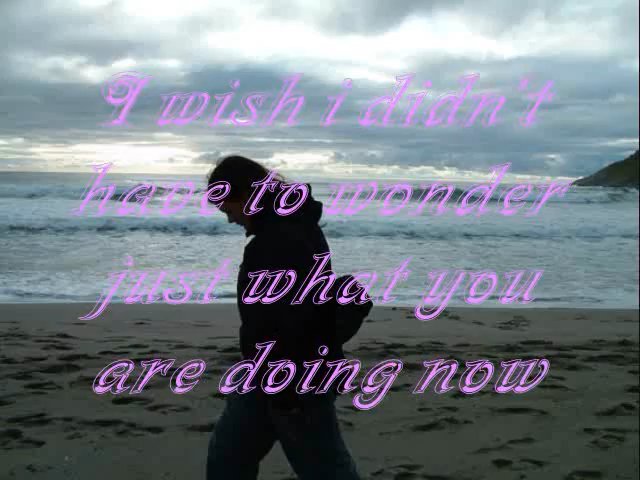 I wish i didn't
have to wonder
just what you
are doing now